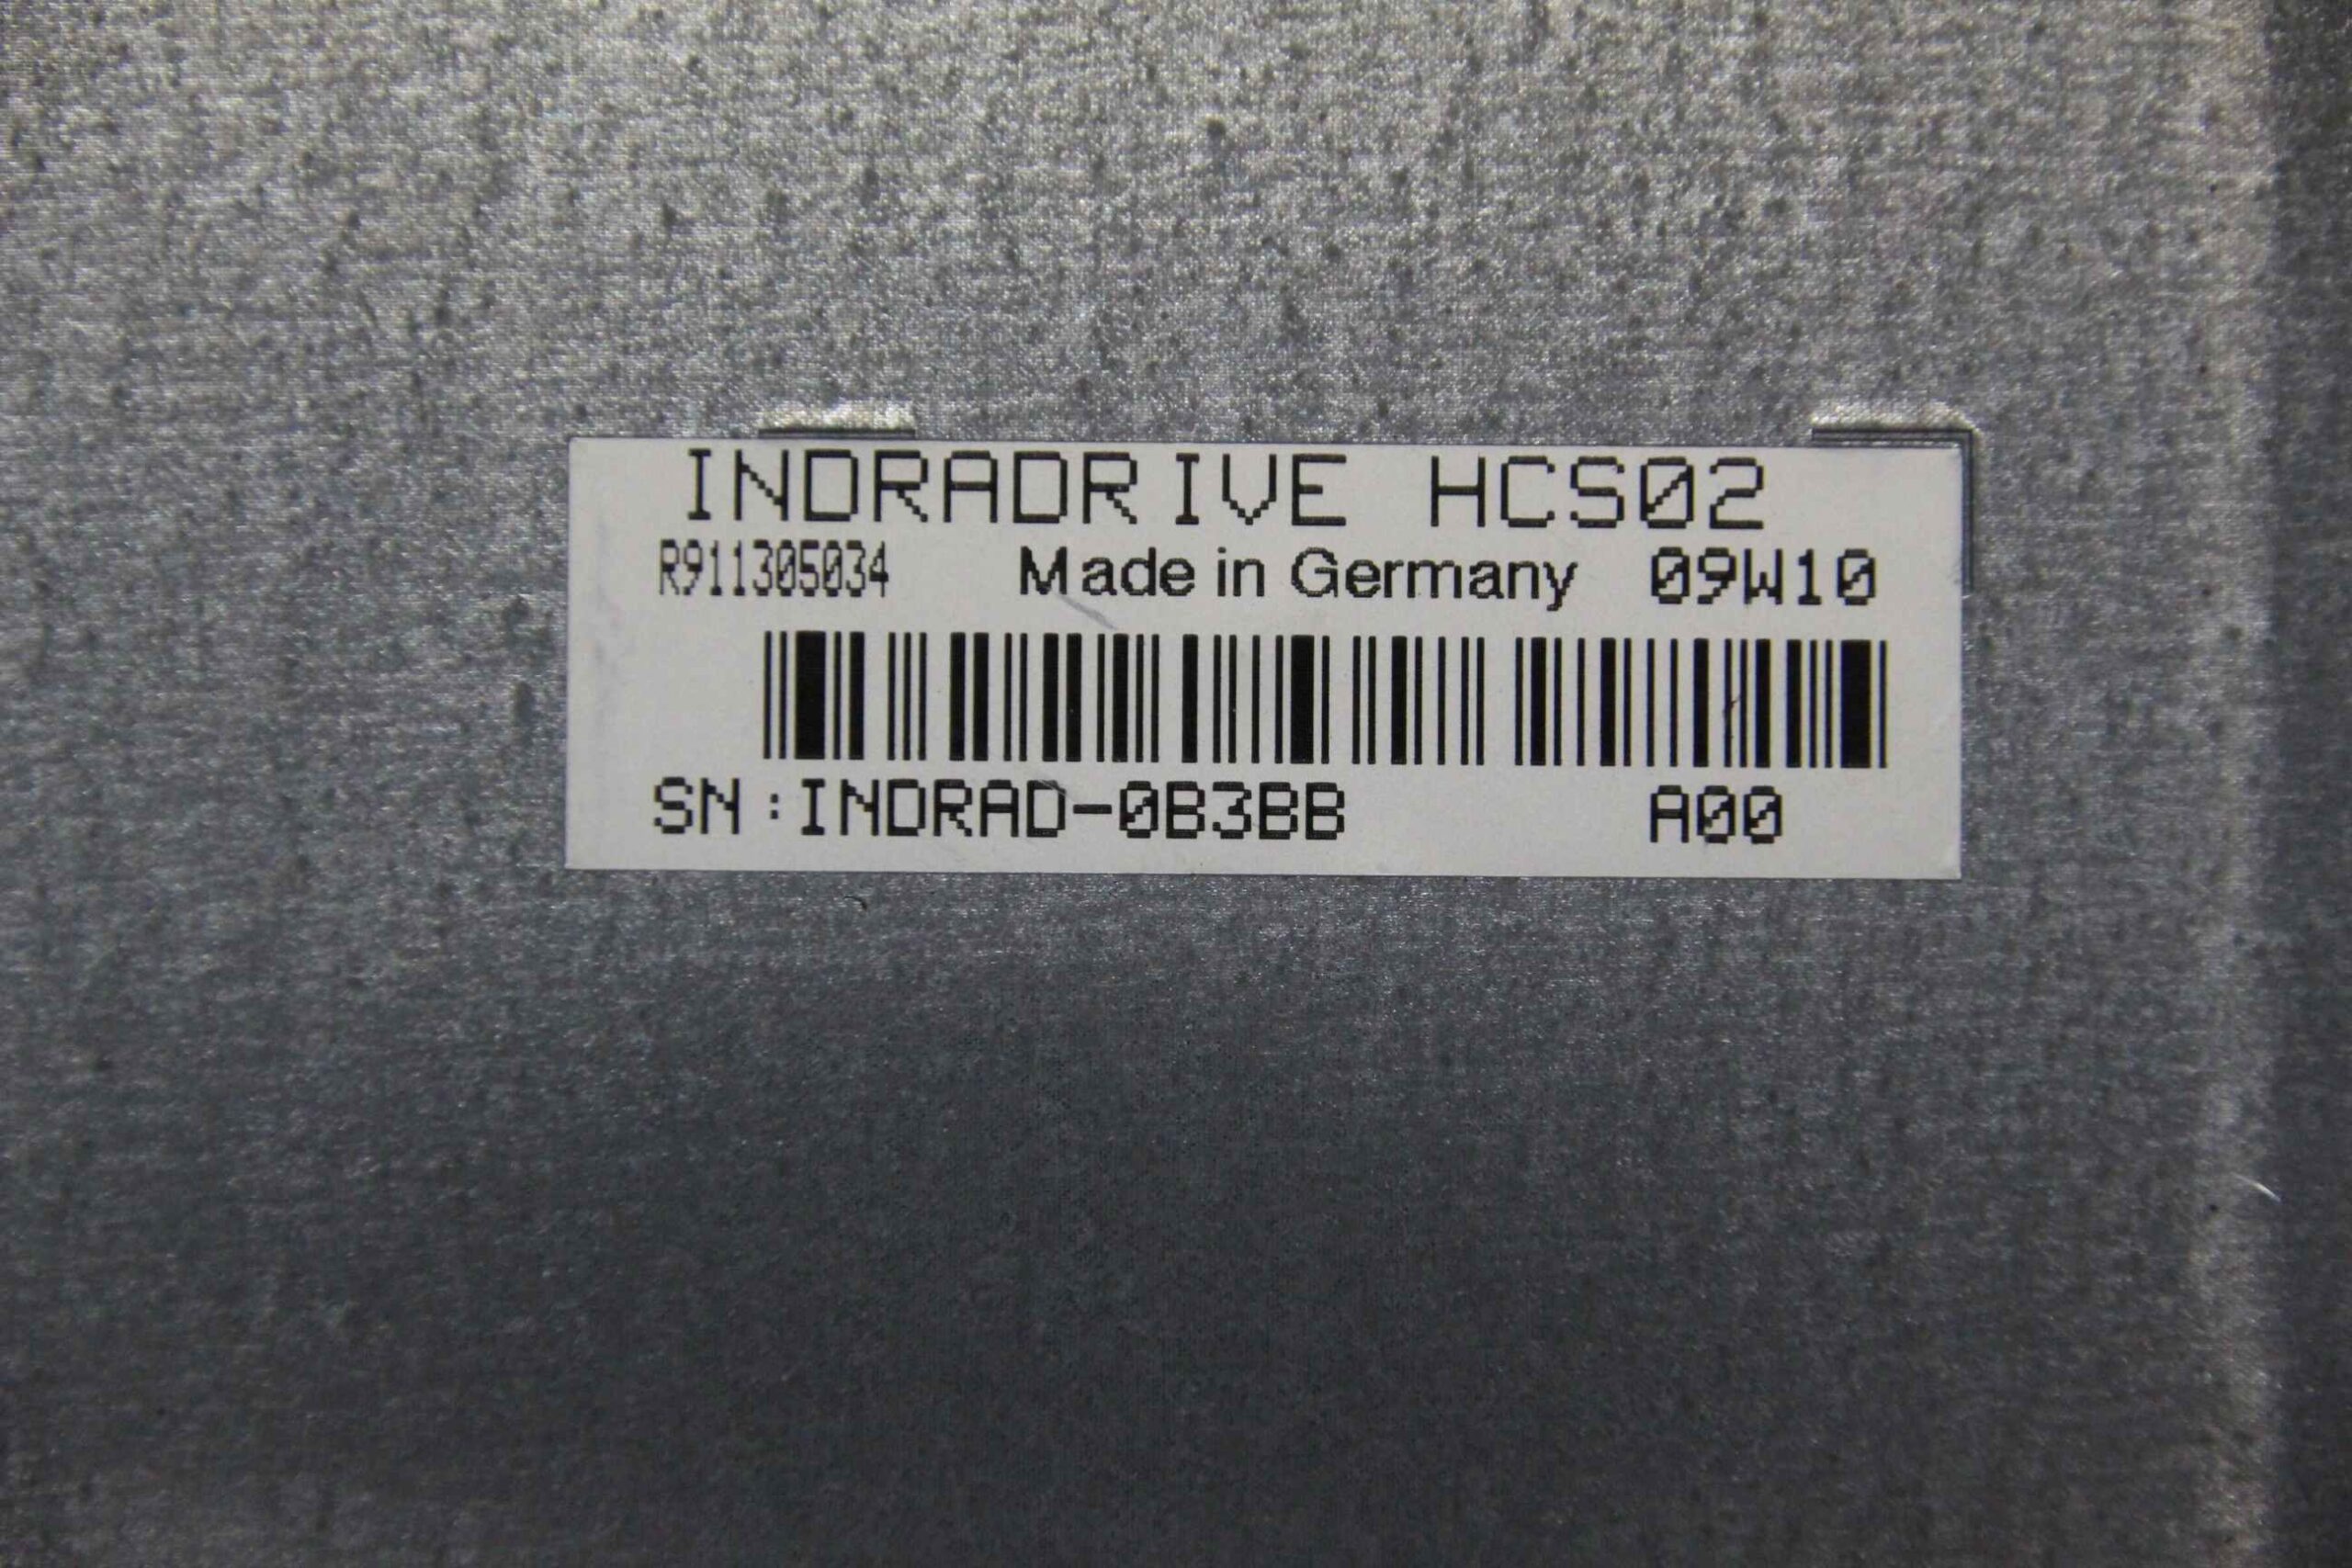 INDRADRIVE HCS02
R911305034 Made in Germany 09W10
SN:INDRAD-0B3BB A00